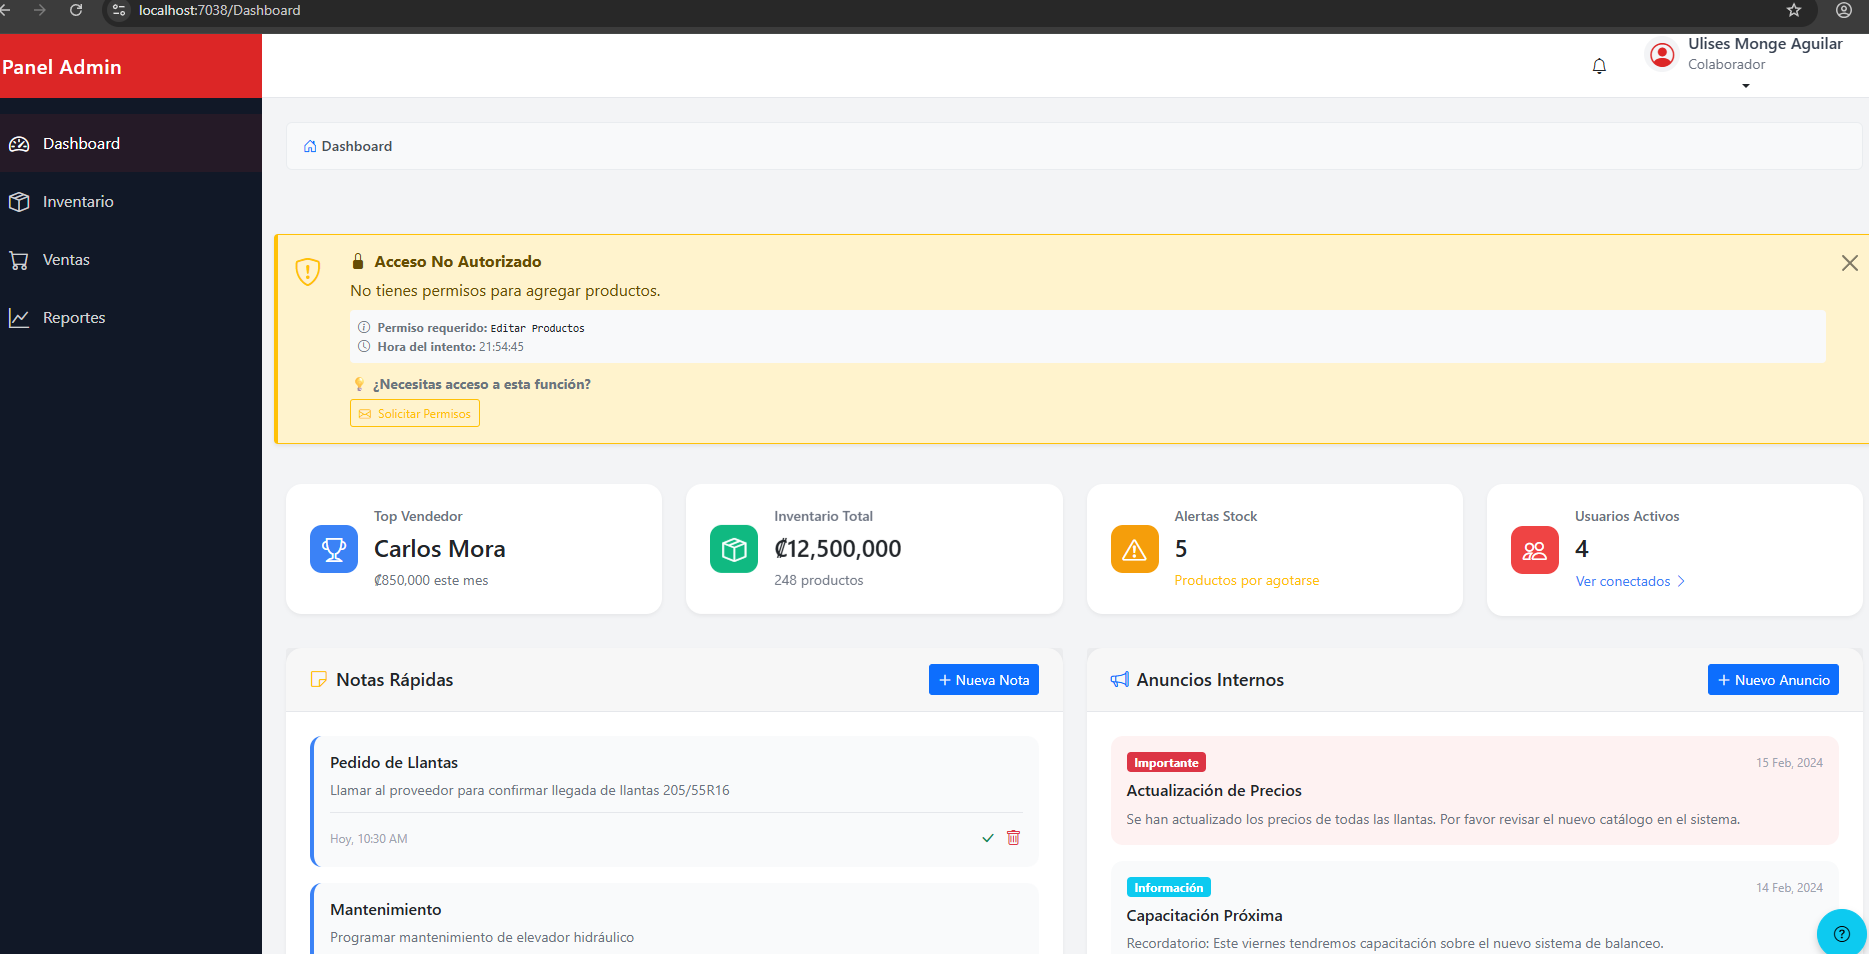 localhost:7038/Dashboard
Panel Admin
Ulises Monge Aguilar
Colaborador
Dashboard
Inventario
Ventas
Reportes
Dashboard
Acceso No Autorizado
No tienes permisos para agregar productos.
Permiso requerido: Editar Productos
Hora del intento: 21:54:45
¿Necesitas acceso a esta función?
Solicitar Permisos
Top Vendedor
Carlos Mora
₡850,000 este mes
Inventario Total
₡12,500,000
248 productos
Alertas Stock
5
Productos por agotarse
Usuarios Activos
4
Ver conectados
Notas Rápidas
+ Nueva Nota
Pedido de Llantas
Llamar al proveedor para confirmar llegada de llantas 205/55R16
Hoy, 10:30 AM
Mantenimiento
Programar mantenimiento de elevador hidráulico
Anuncios Internos
+ Nuevo Anuncio
Importante
15 Feb, 2024
Actualización de Precios
Se han actualizado los precios de todas las llantas. Por favor revisar el nuevo catálogo en el sistema.
Información
14 Feb, 2024
Capacitación Próxima
Recordatorio: Este viernes tendremos capacitación sobre el nuevo sistema de balanceo.